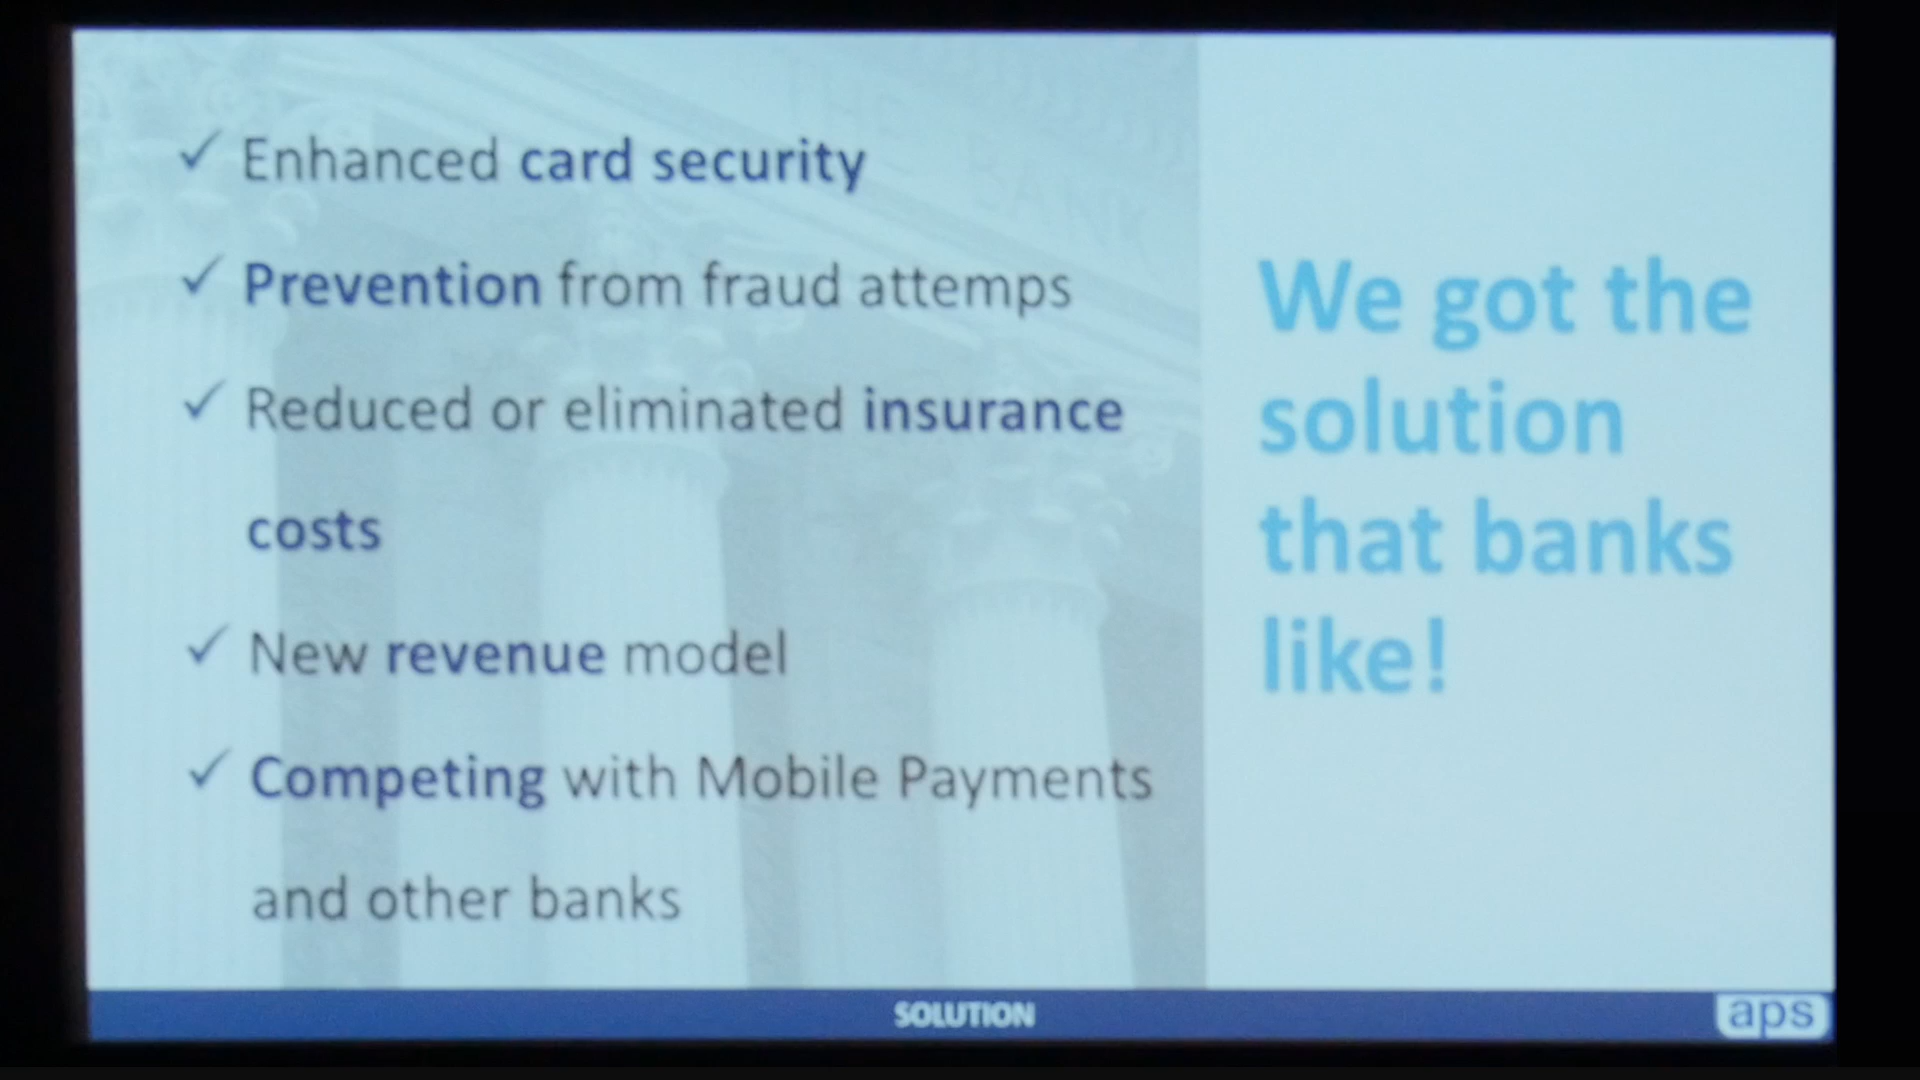 ✓ Enhanced card security
✓ Prevention from fraud attemps
✓ Reduced or eliminated insurance
costs
✓ New revenue model
✓ Competing with Mobile Payments
and other banks
We got the
solution
that banks
like!
SOLUTION
aps